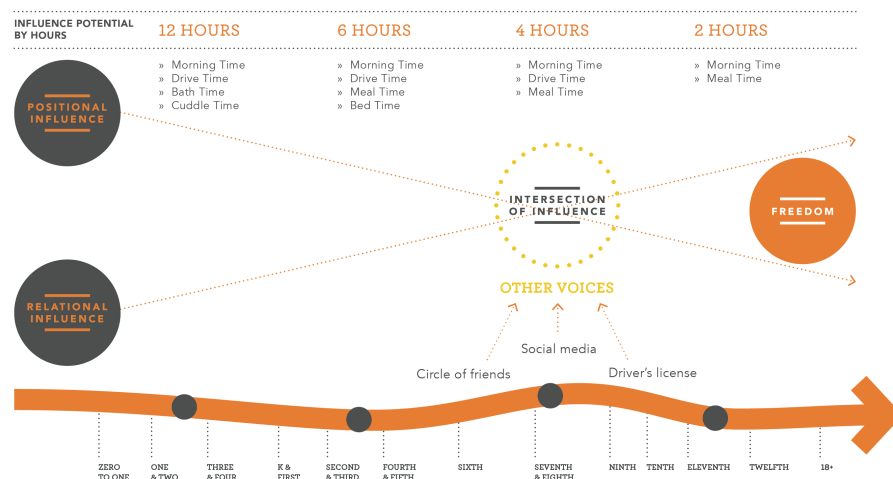 INFLUENCE POTENTIAL
BY HOURS
12 HOURS
» Morning Time
» Drive Time
» Bath Time
» Cuddle Time
6 HOURS
» Morning Time
» Drive Time
» Meal Time
» Bed Time
4 HOURS
» Morning Time
» Drive Time
» Meal Time
2 HOURS
» Morning Time
» Meal Time
POSITIONAL
INFLUENCE
INTERSECTION
OF INFLUENCE
FREEDOM
RELATIONAL
INFLUENCE
OTHER VOICES
Social media
Circle of friends
Driver's license
ZERO
TO ONE
ONE
& TWO
THREE
& FOUR
K &
FIRST
SECOND
& THIRD
FOURTH
& FIFTH
SIXTH
SEVENTH
& EIGHTH
NINTH
TENTH
ELEVENTH
TWELFTH
18+